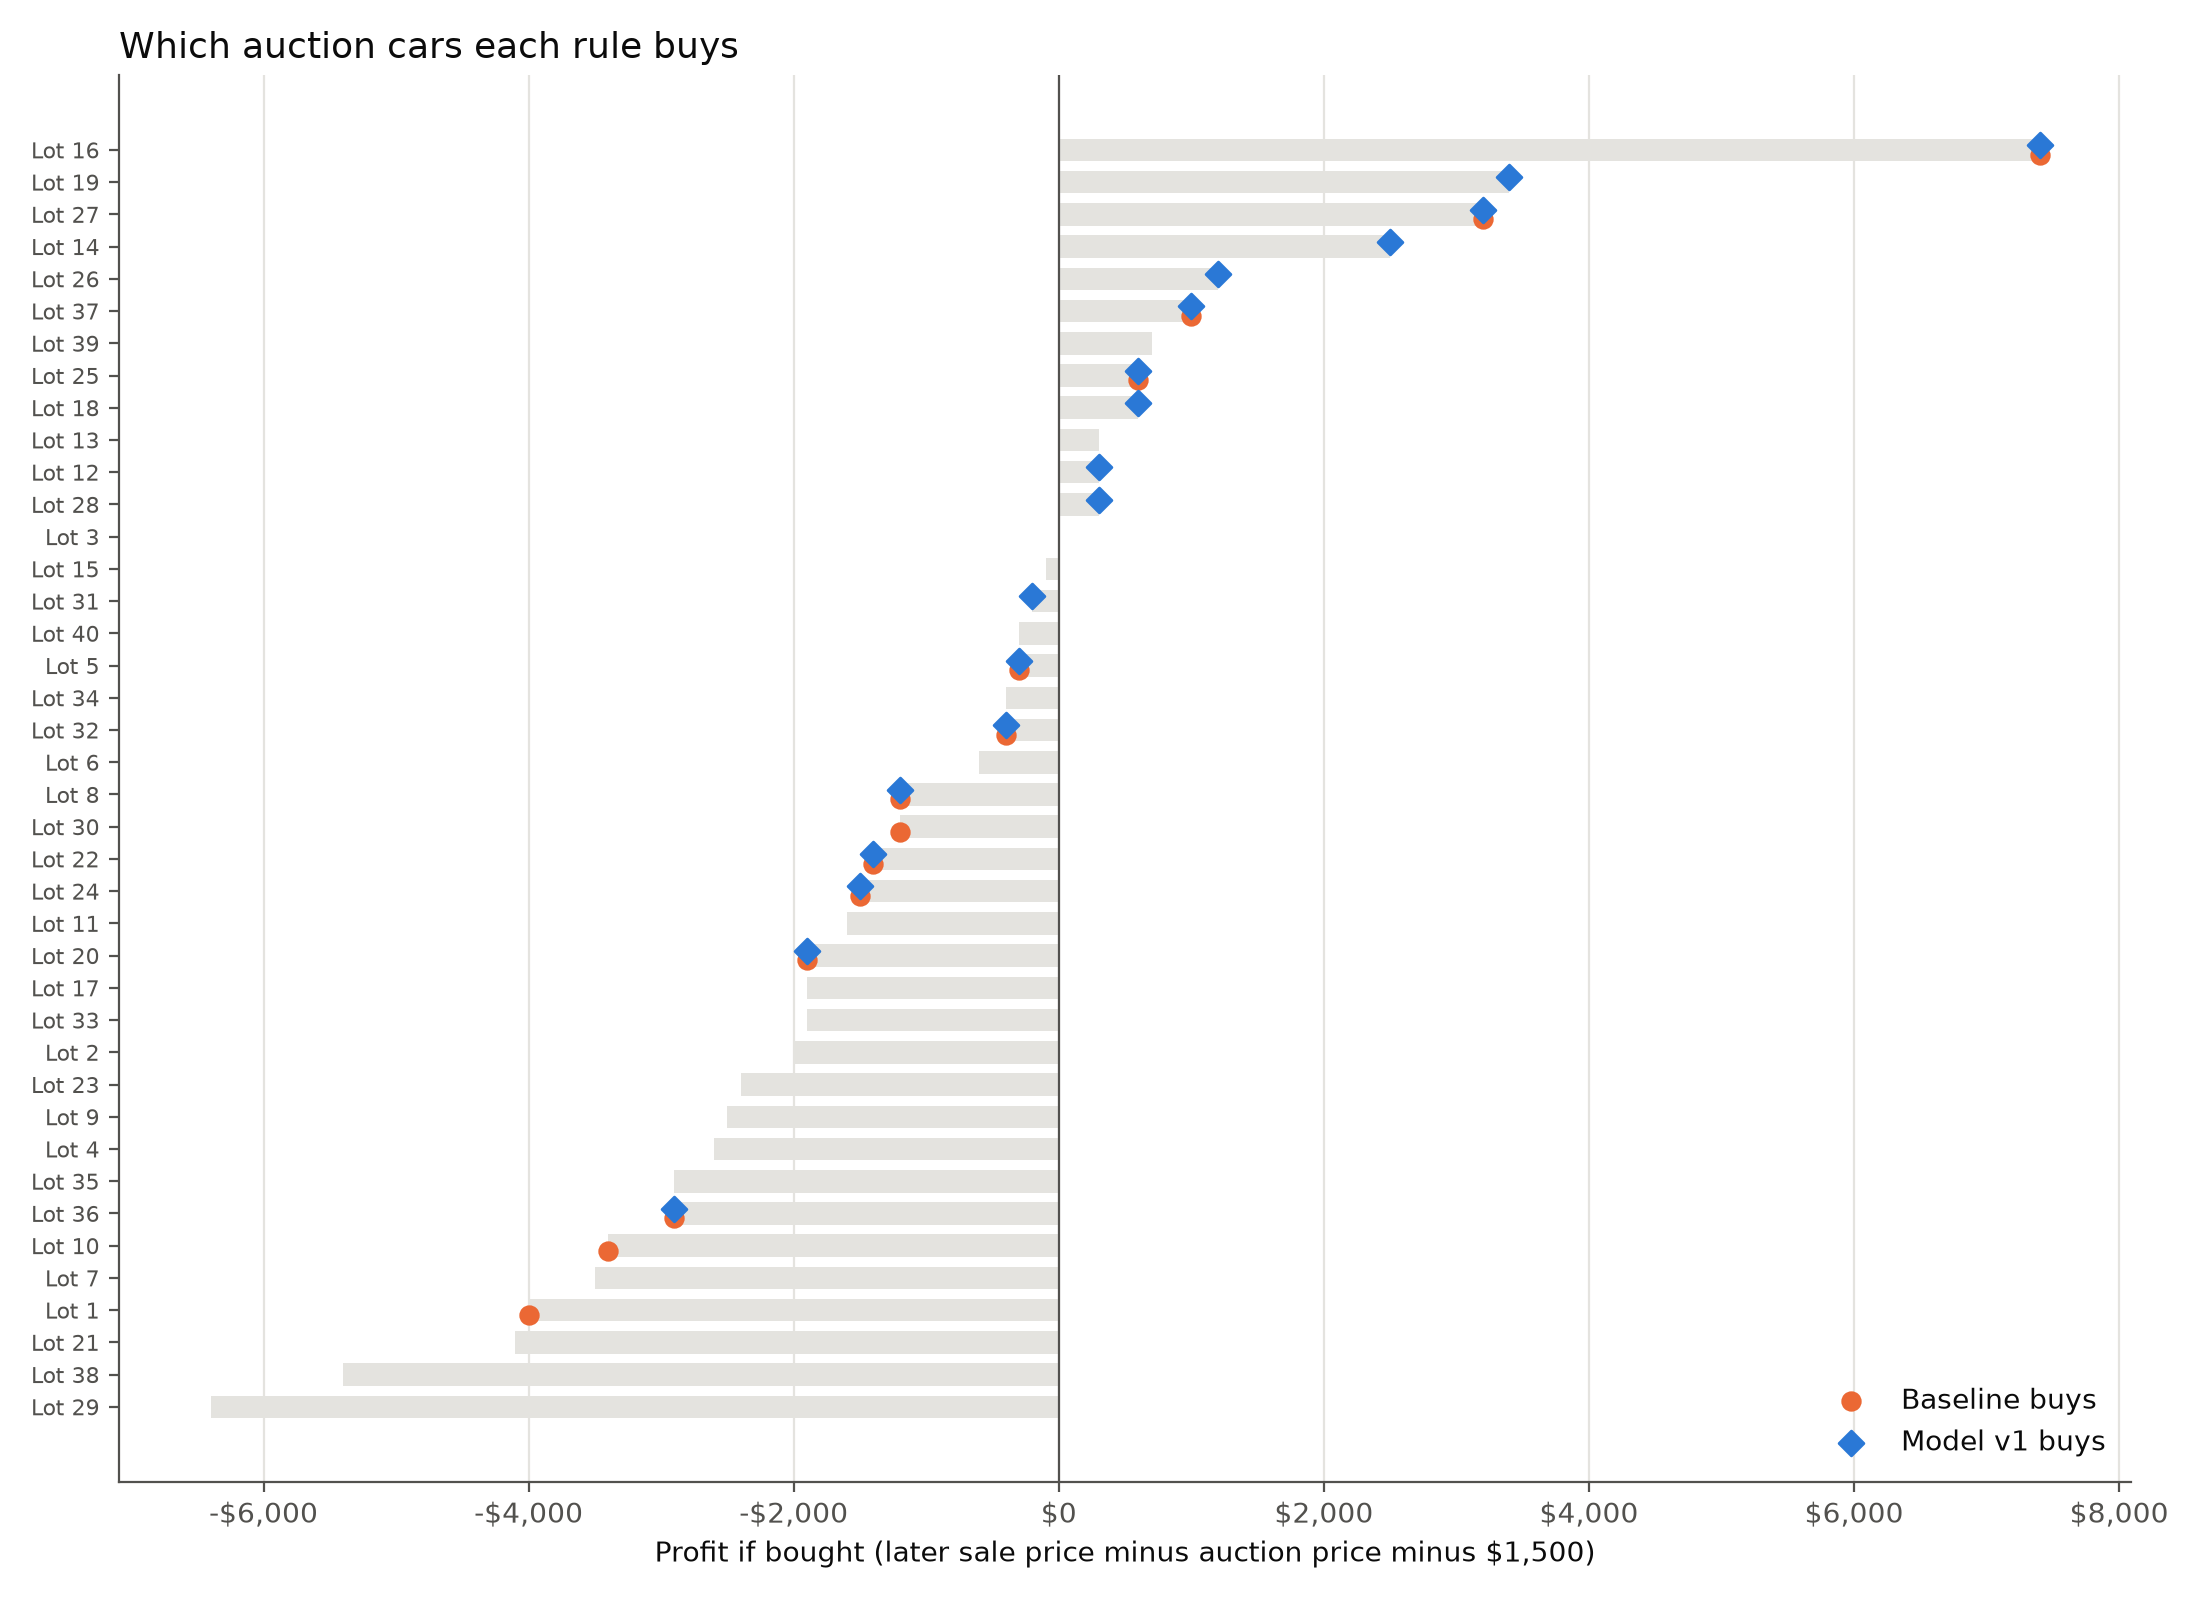 Which auction cars each rule buys
Lot 16
Lot 19
Lot 27
Lot 14
Lot 26
Lot 37
Lot 39
Lot 25
Lot 18
Lot 13
Lot 12
Lot 28
Lot 3
Lot 15
Lot 31
Lot 40
Lot 5
Lot 34
Lot 32
Lot 6
Lot 8
Lot 30
Lot 22
Lot 24
Lot 11
Lot 20
Lot 17
Lot 33
Lot 2
Lot 23
Lot 9
Lot 4
Lot 35
Lot 36
Lot 10
Lot 7
Lot 1
Lot 21
Lot 38
Lot 29
Baseline buys
Model v1 buys
-$6,000 -$4,000 -$2,000 $0 $2,000 $4,000 $6,000 $8,000
Profit if bought (later sale price minus auction price minus $1,500)